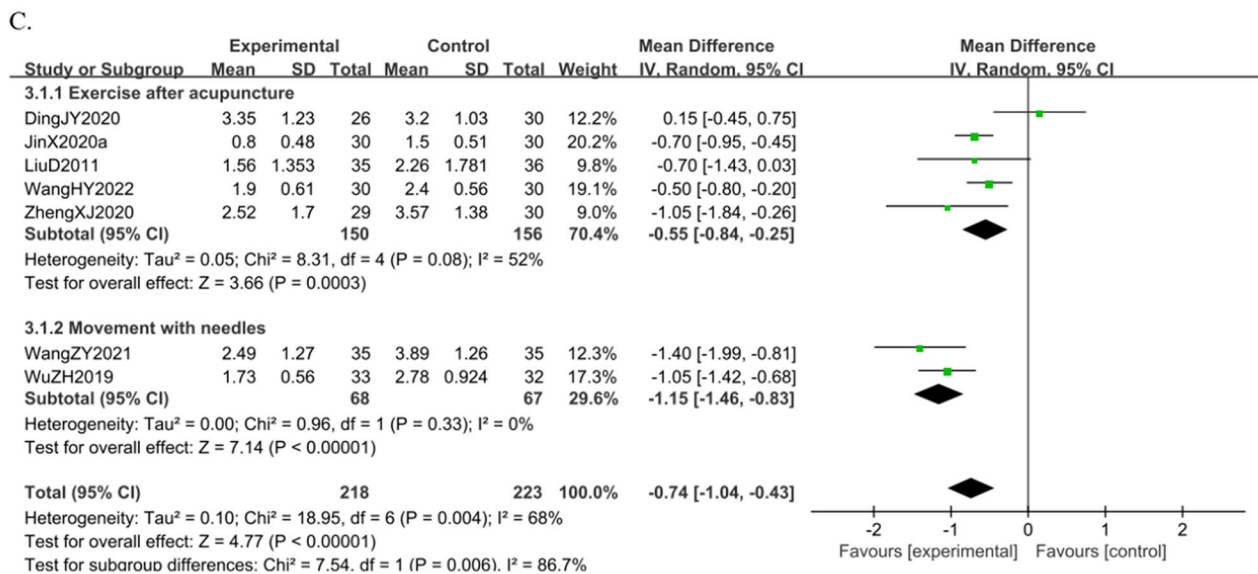 C.
Experimental Control Mean Difference Mean Difference
Study or Subgroup Mean SD Total Mean SD Total Weight IV, Random, 95% CI IV, Random, 95% CI
3.1.1 Exercise after acupuncture
DingJY2020 3.35 1.23 26 3.2 1.03 30 12.2% 0.15 [-0.45, 0.75]
JinX2020a 0.8 0.48 30 1.5 0.51 30 20.2% -0.70 [-0.95, -0.45]
LiuD2011 1.56 1.353 35 2.26 1.781 36 9.8% -0.70 [-1.43, 0.03]
WangHY2022 1.9 0.61 30 2.4 0.56 30 19.1% -0.50 [-0.80, -0.20]
ZhengXJ2020 2.52 1.7 29 3.57 1.38 30 9.0% -1.05 [-1.84, -0.26]
Subtotal (95% CI) 150 156 70.4% -0.55 [-0.84, -0.25]
Heterogeneity: Tau² = 0.05; Chi² = 8.31, df = 4 (P = 0.08); I² = 52%
Test for overall effect: Z = 3.66 (P = 0.0003)
3.1.2 Movement with needles
WangZY2021 2.49 1.27 35 3.89 1.26 35 12.3% -1.40 [-1.99, -0.81]
WuZH2019 1.73 0.56 33 2.78 0.924 32 17.3% -1.05 [-1.42, -0.68]
Subtotal (95% CI) 68 67 29.6% -1.15 [-1.46, -0.83]
Heterogeneity: Tau² = 0.00; Chi² = 0.96, df = 1 (P = 0.33); I² = 0%
Test for overall effect: Z = 7.14 (P < 0.00001)
Total (95% CI) 218 223 100.0% -0.74 [-1.04, -0.43]
Heterogeneity: Tau² = 0.10; Chi² = 18.95, df = 6 (P = 0.004); I² = 68%
Test for overall effect: Z = 4.77 (P < 0.00001)
Test for subgroup differences: Chi² = 7.54, df = 1 (P = 0.006), I² = 86.7%
-2 -1 0 1 2
Favours [experimental] Favours [control]